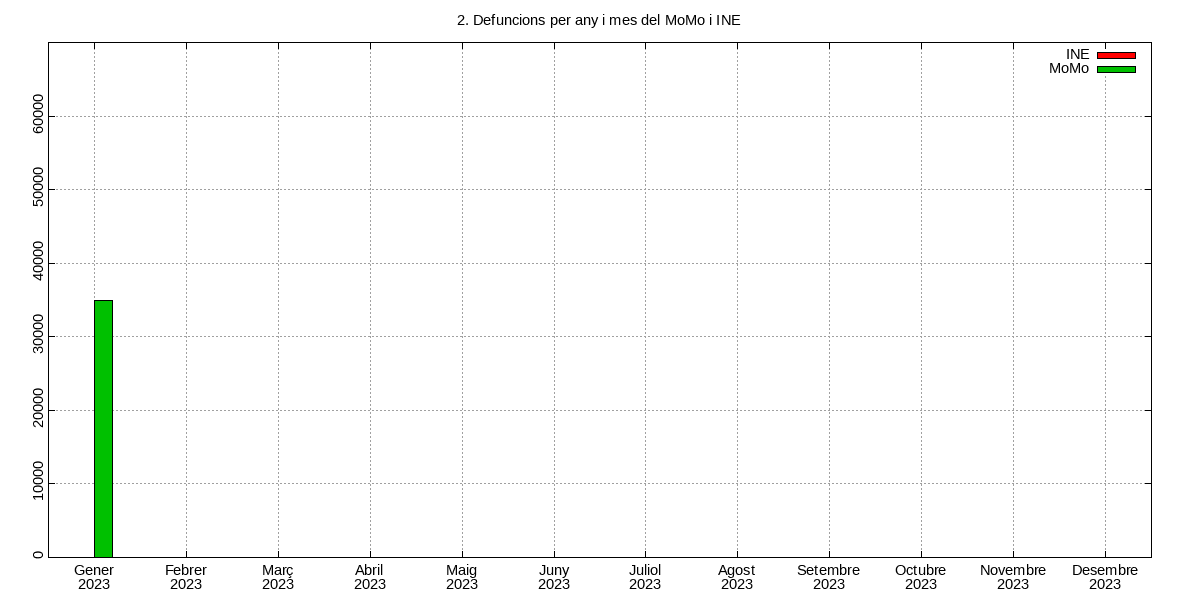 2. Defuncions per any i mes del MoMo i INE
INE
MoMo
60000
50000
40000
30000
20000
10000
0
Gener Febrer Març Abril Maig Juny Juliol Agost Setembre Octubre Novembre Desembre
2023 2023 2023 2023 2023 2023 2023 2023 2023 2023 2023 2023